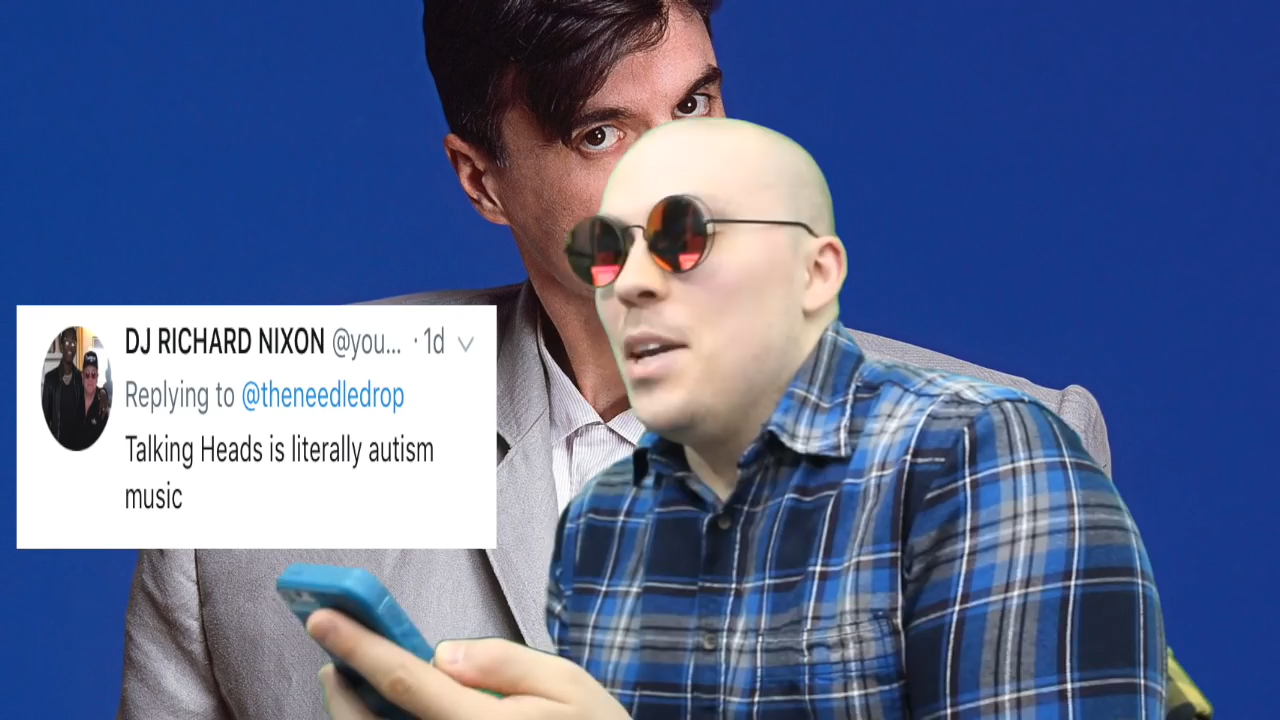 DJ RICHARD NIXON @you... · 1d
Replying to @theneedledrop
Talking Heads is literally autism
music